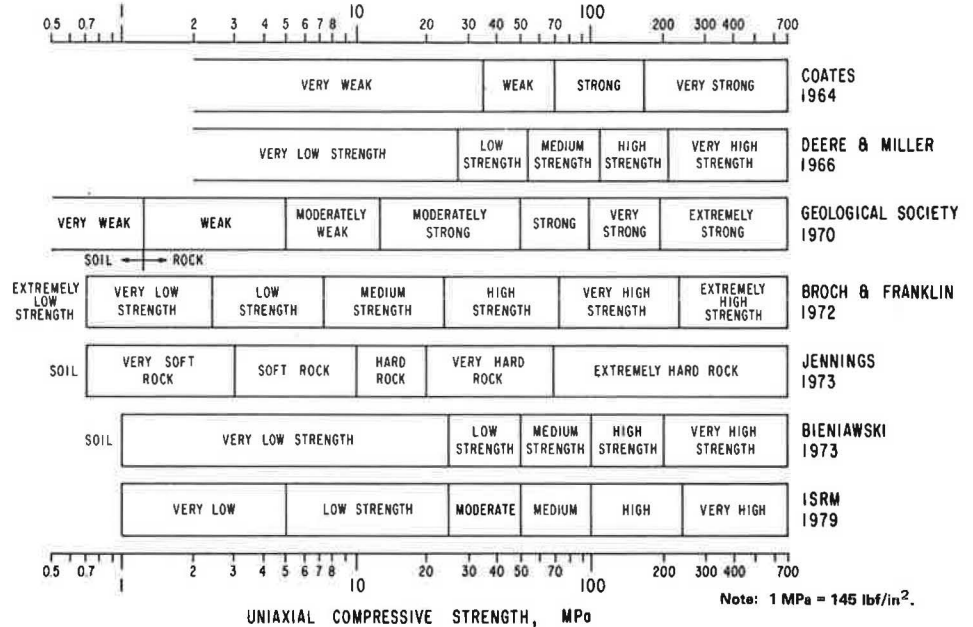 0.5 0.7 1 2 3 4 5 6 7 8 10 20 30 40 50 70 100 200 300 400 700
VERY WEAK WEAK STRONG VERY STRONG COATES
1964
VERY LOW STRENGTH LOW STRENGTH MEDIUM STRENGTH HIGH STRENGTH VERY HIGH STRENGTH DEERE & MILLER
1966
VERY WEAK WEAK MODERATELY WEAK MODERATELY STRONG STRONG VERY STRONG EXTREMELY STRONG GEOLOGICAL SOCIETY
1970
SOIL ROCK
EXTREMELY LOW STRENGTH VERY LOW STRENGTH LOW STRENGTH MEDIUM STRENGTH HIGH STRENGTH VERY HIGH STRENGTH EXTREMELY HIGH STRENGTH BROCH & FRANKLIN
1972
SOIL VERY SOFT ROCK SOFT ROCK HARD ROCK VERY HARD ROCK EXTREMELY HARD ROCK JENNINGS
1973
SOIL VERY LOW STRENGTH LOW STRENGTH MEDIUM STRENGTH HIGH STRENGTH VERY HIGH STRENGTH BIENIAWSKI
1973
VERY LOW LOW STRENGTH MODERATE MEDIUM HIGH VERY HIGH ISRM
1979
0.5 0.7 1 2 3 4 5 6 7 8 10 20 30 40 50 70 100 200 300 400 700
UNIAXIAL COMPRESSIVE STRENGTH, MPa
Note: 1 MPa = 145 lbf/in².